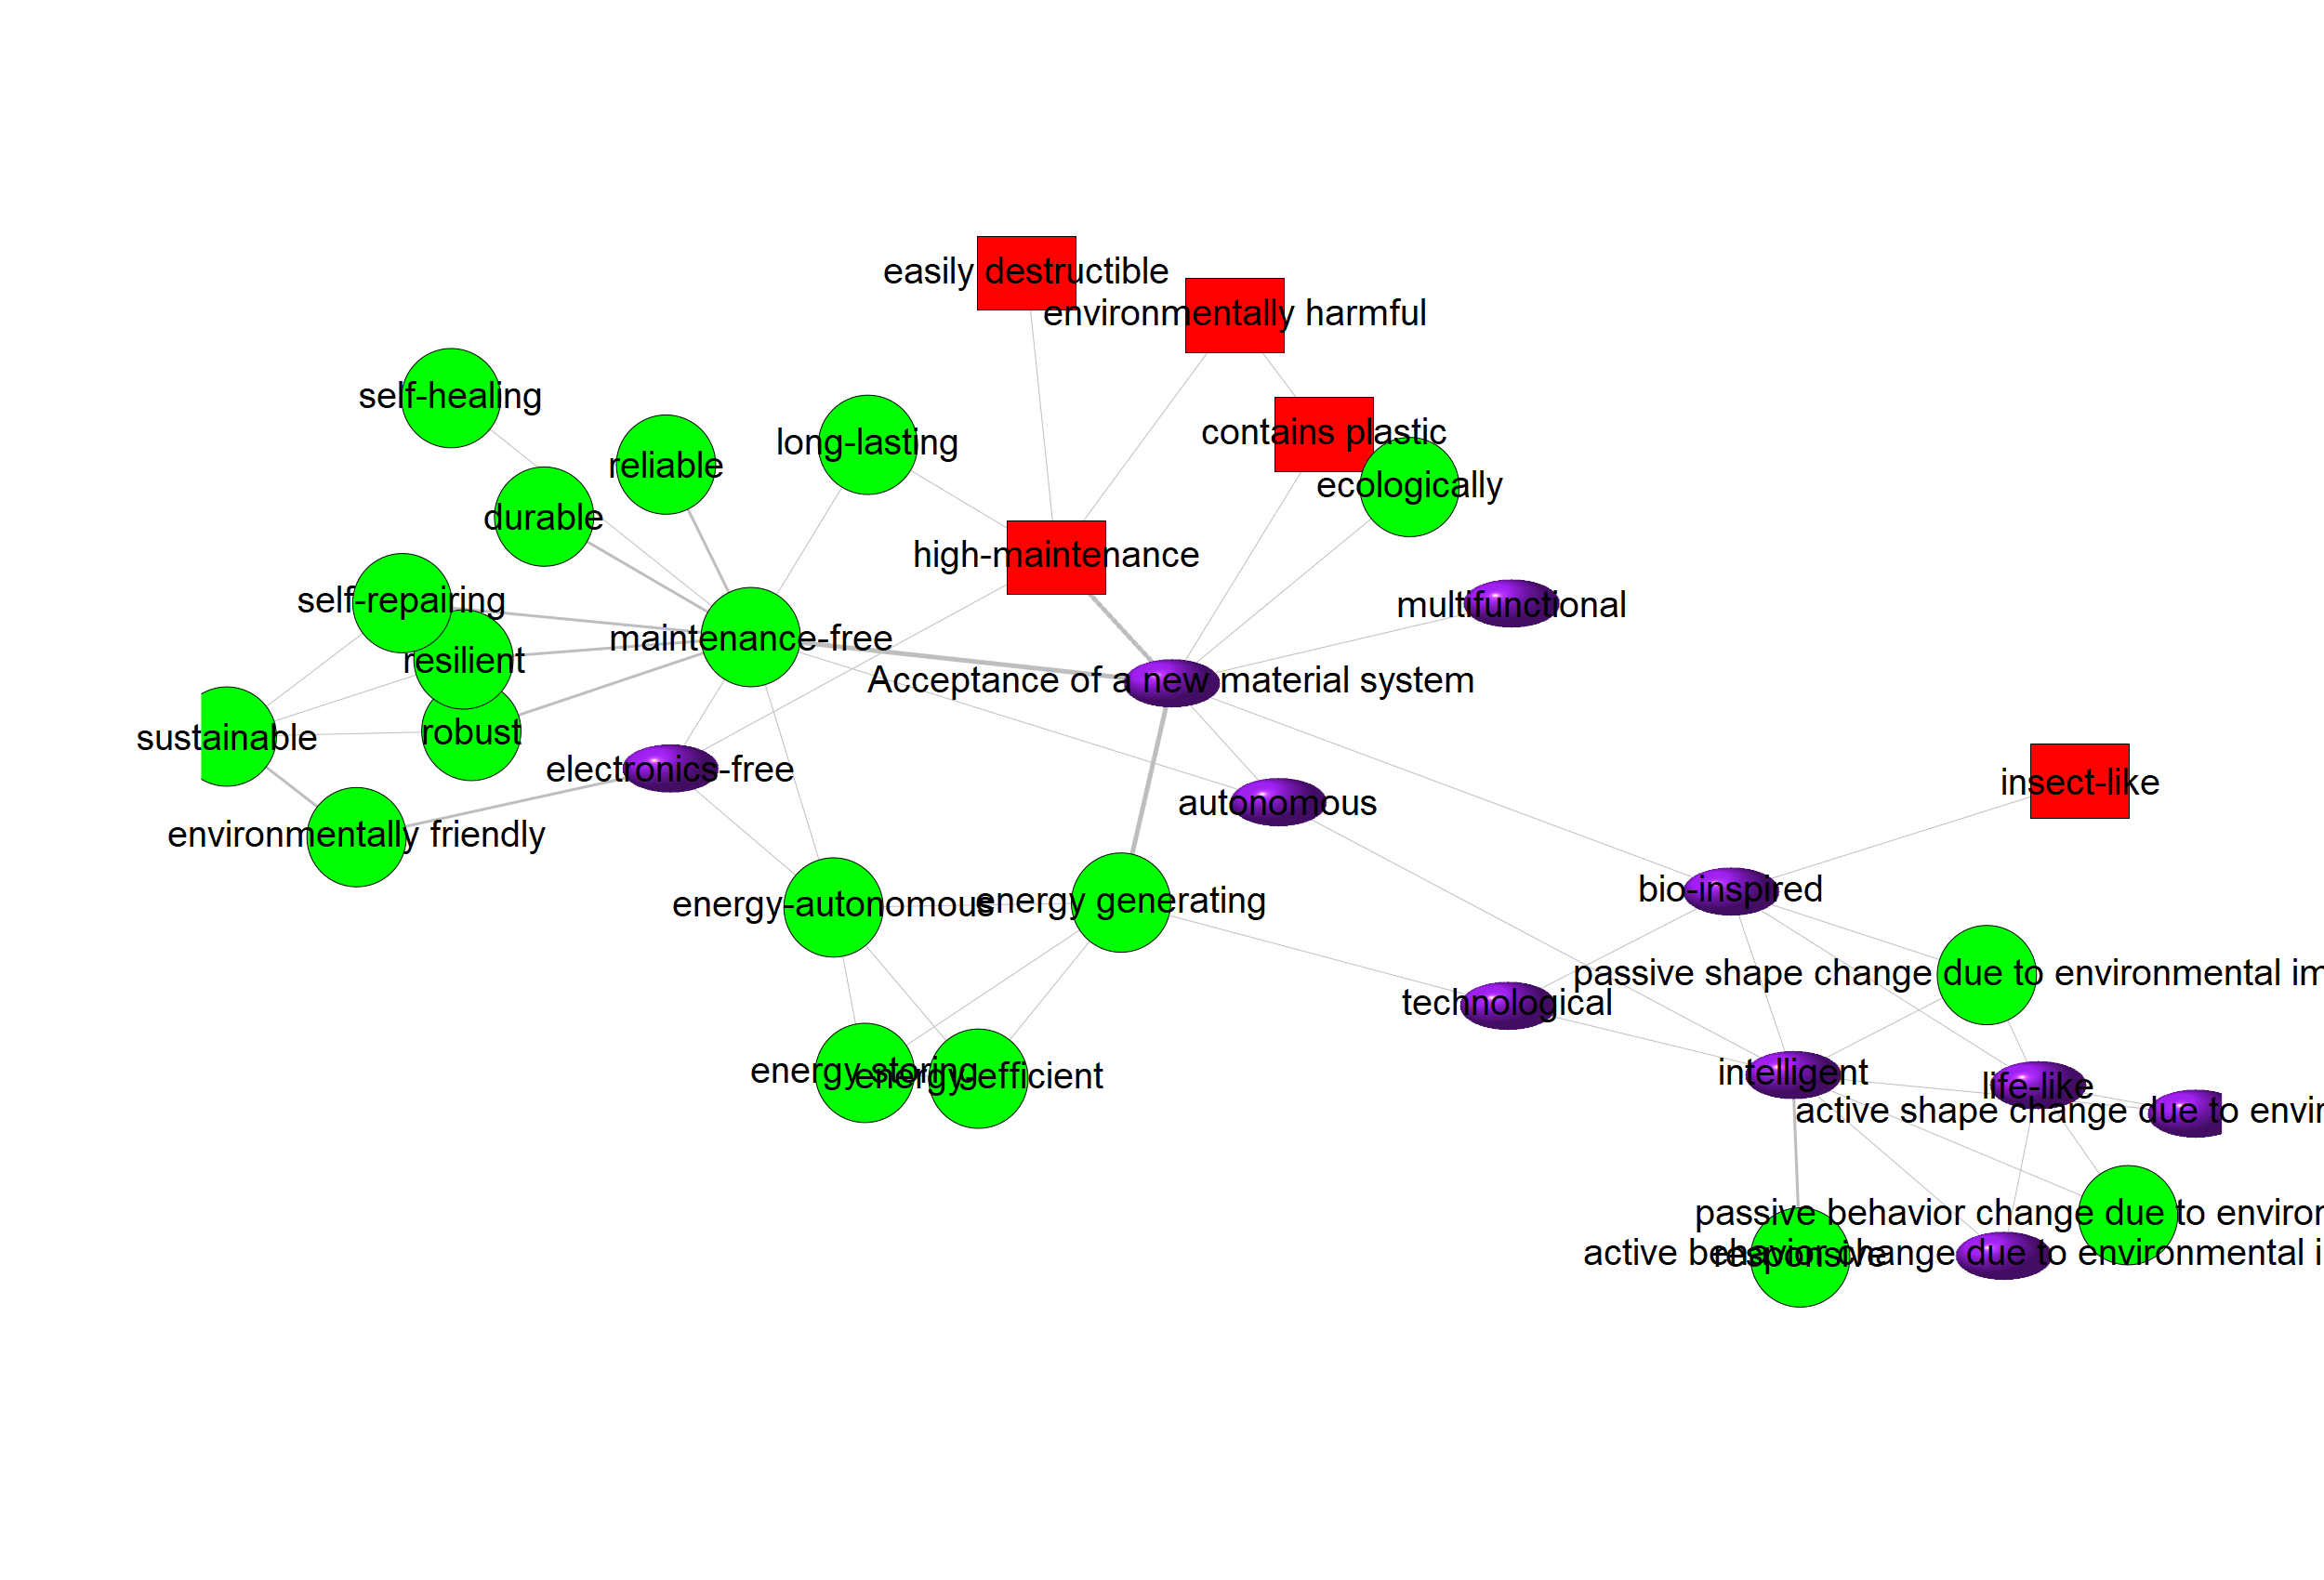 easily destructible
environmentally harmful
self-healing
contains plastic
long-lasting
reliable
ecologically
durable
high-maintenance
self-repairing
multifunctional
maintenance-free
resilient
Acceptance of a new material system
robust
sustainable
electronics-free
insect-like
autonomous
environmentally friendly
bio-inspired
energy-autonomous
energy generating
passive shape change due to environmental im
technological
energy storing
energy-efficient
intelligent
life-like
active shape change due to envir
passive behavior change due to environ
active behavior change due to environmental i
responsive